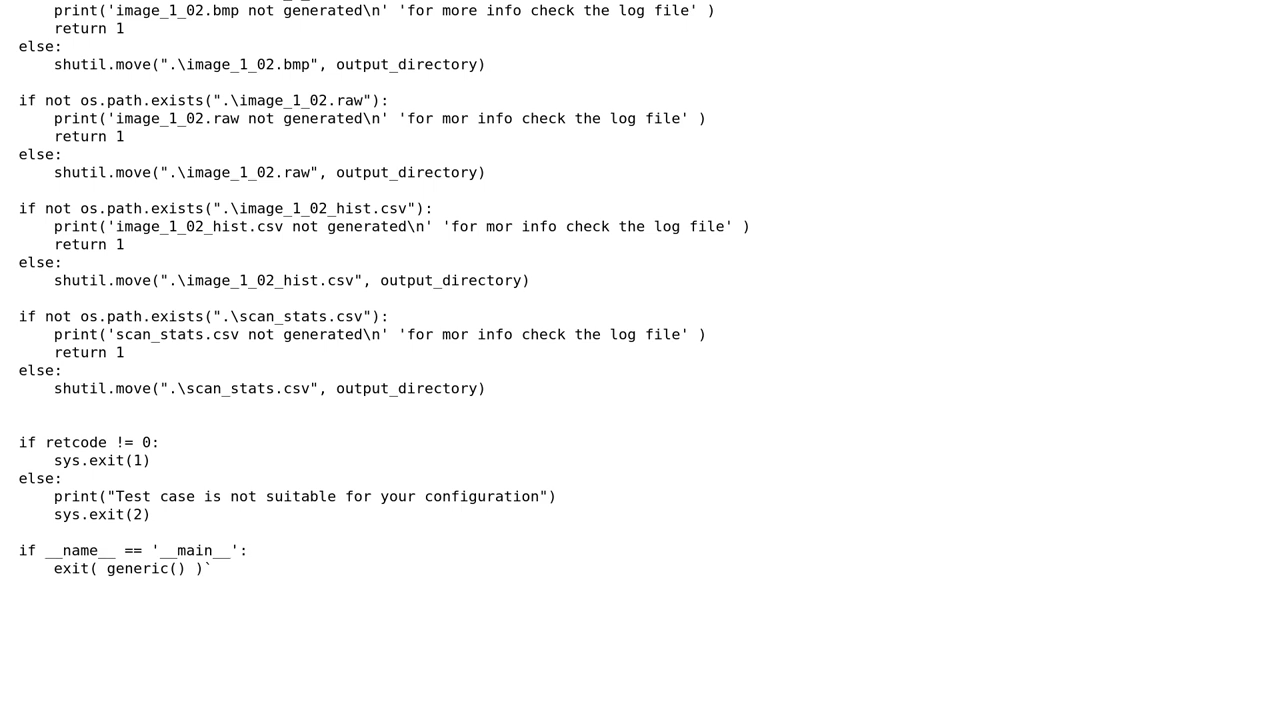 print('image_1_02.bmp not generated\n' 'for more info check the log file' )
    return 1
else:
    shutil.move(".\image_1_02.bmp", output_directory)

if not os.path.exists(".\image_1_02.raw"):
    print('image_1_02.raw not generated\n' 'for mor info check the log file' )
    return 1
else:
    shutil.move(".\image_1_02.raw", output_directory)

if not os.path.exists(".\image_1_02_hist.csv"):
    print('image_1_02_hist.csv not generated\n' 'for mor info check the log file' )
    return 1
else:
    shutil.move(".\image_1_02_hist.csv", output_directory)

if not os.path.exists(".\scan_stats.csv"):
    print('scan_stats.csv not generated\n' 'for mor info check the log file' )
    return 1
else:
    shutil.move(".\scan_stats.csv", output_directory)


if retcode != 0:
    sys.exit(1)
else:
    print("Test case is not suitable for your configuration")
    sys.exit(2)

if __name__ == '__main__':
    exit( generic() )`